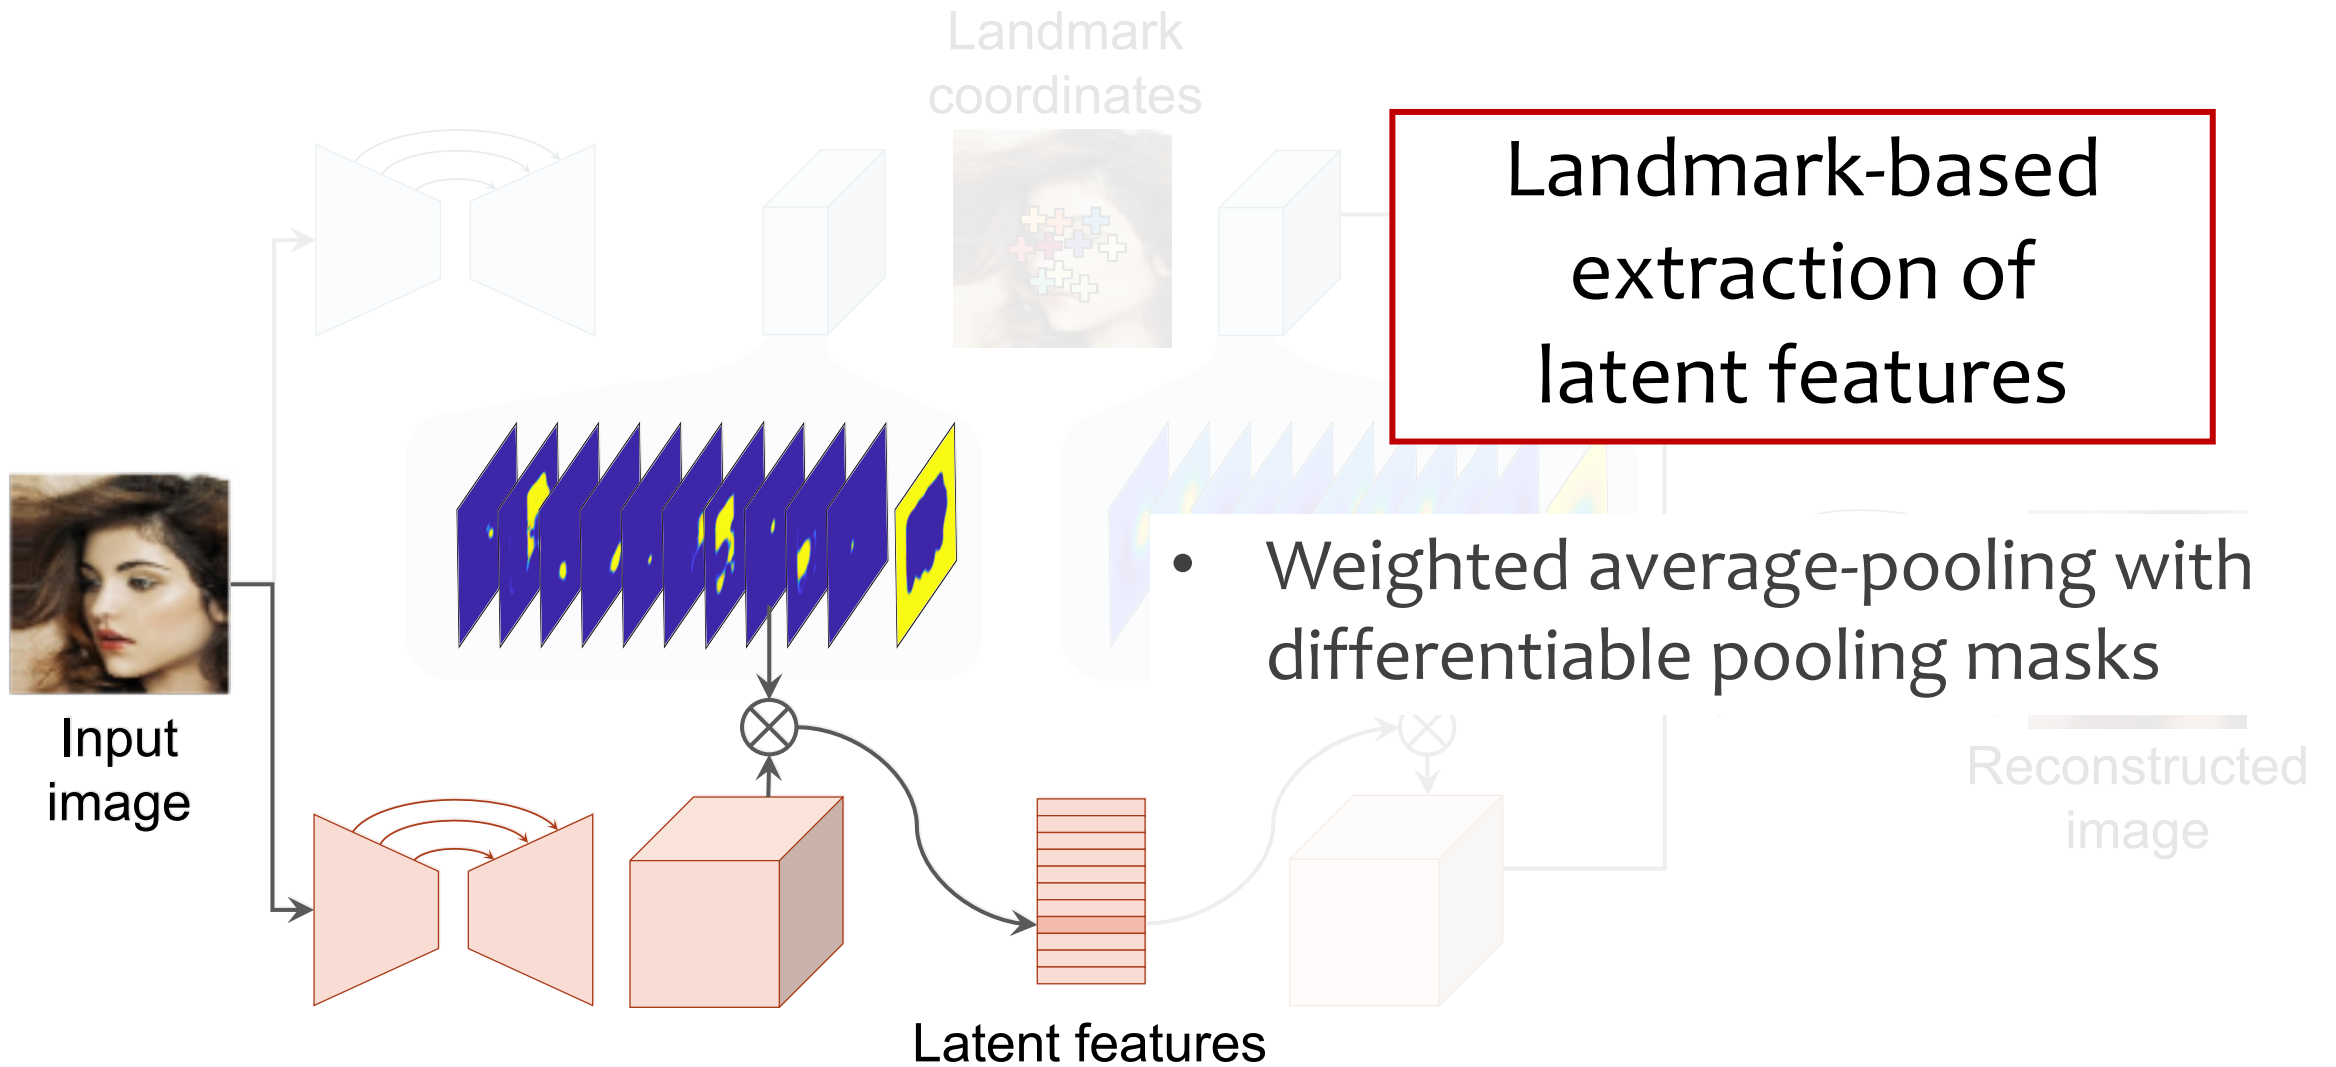 Landmark
coordinates
Landmark-based
extraction of
latent features
• Weighted average-pooling with
differentiable pooling masks
Input
image
Reconstructed
image
Latent features